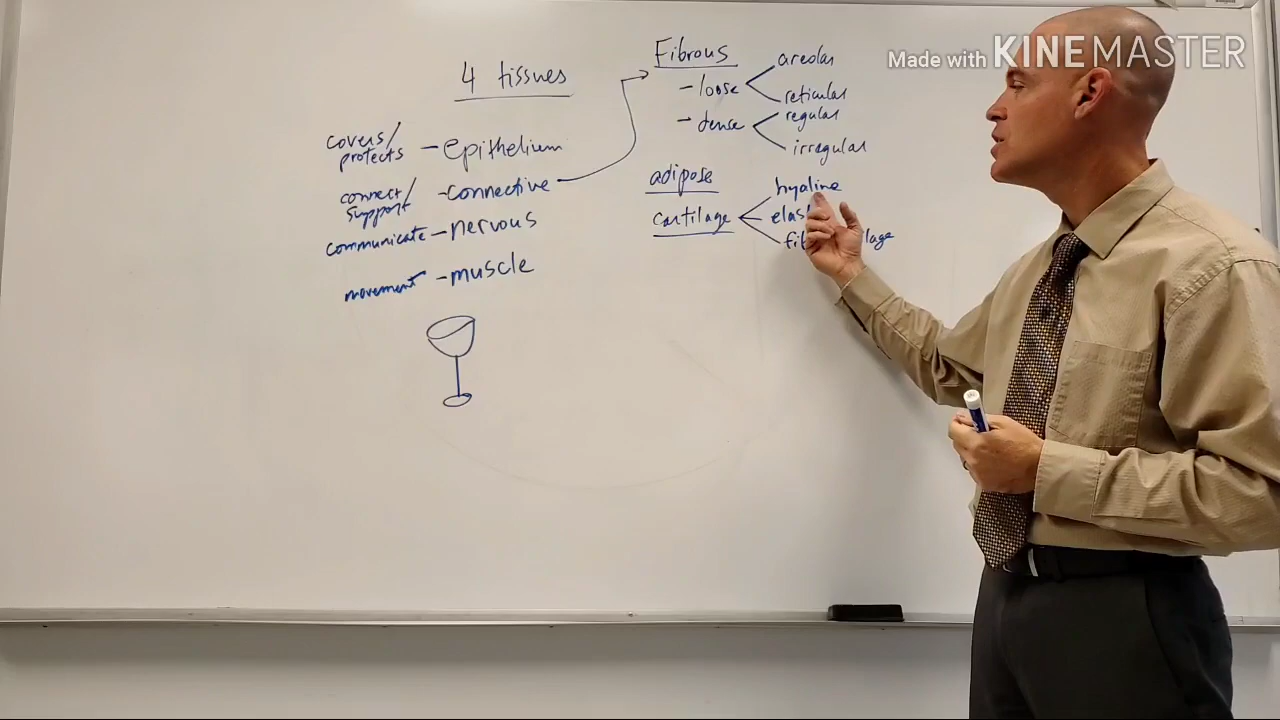 Made with KINEMASTER
4 tissues
covers/
protects
- epithelium
connect/
support
- connective
communicate - nervous
movement - muscle
Fibrous
- loose
areolar
reticular
- dense
regular
irregular
adipose
cartilage
hyaline